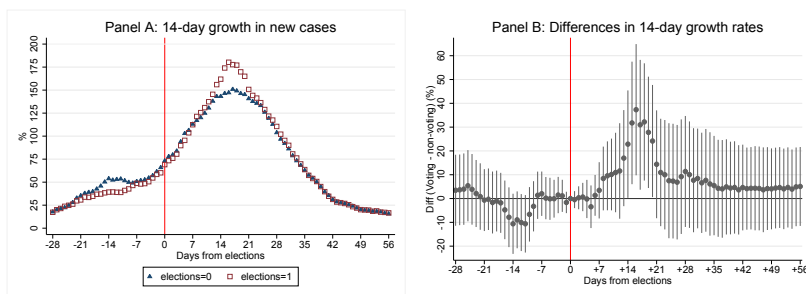 Panel A: 14-day growth in new cases
200
175
150
125
100
75
50
25
0
%
-28 -21 -14 -7 0 7 14 21 28 35 42 49 56
Days from elections
elections=0 elections=1
Panel B: Differences in 14-day growth rates
60
50
40
30
20
10
0
-10
-20
Diff (Voting - non-voting) (%)
-28 -21 -14 -7 0 +7 +14 +21 +28 +35 +42 +49 +56
Days from elections